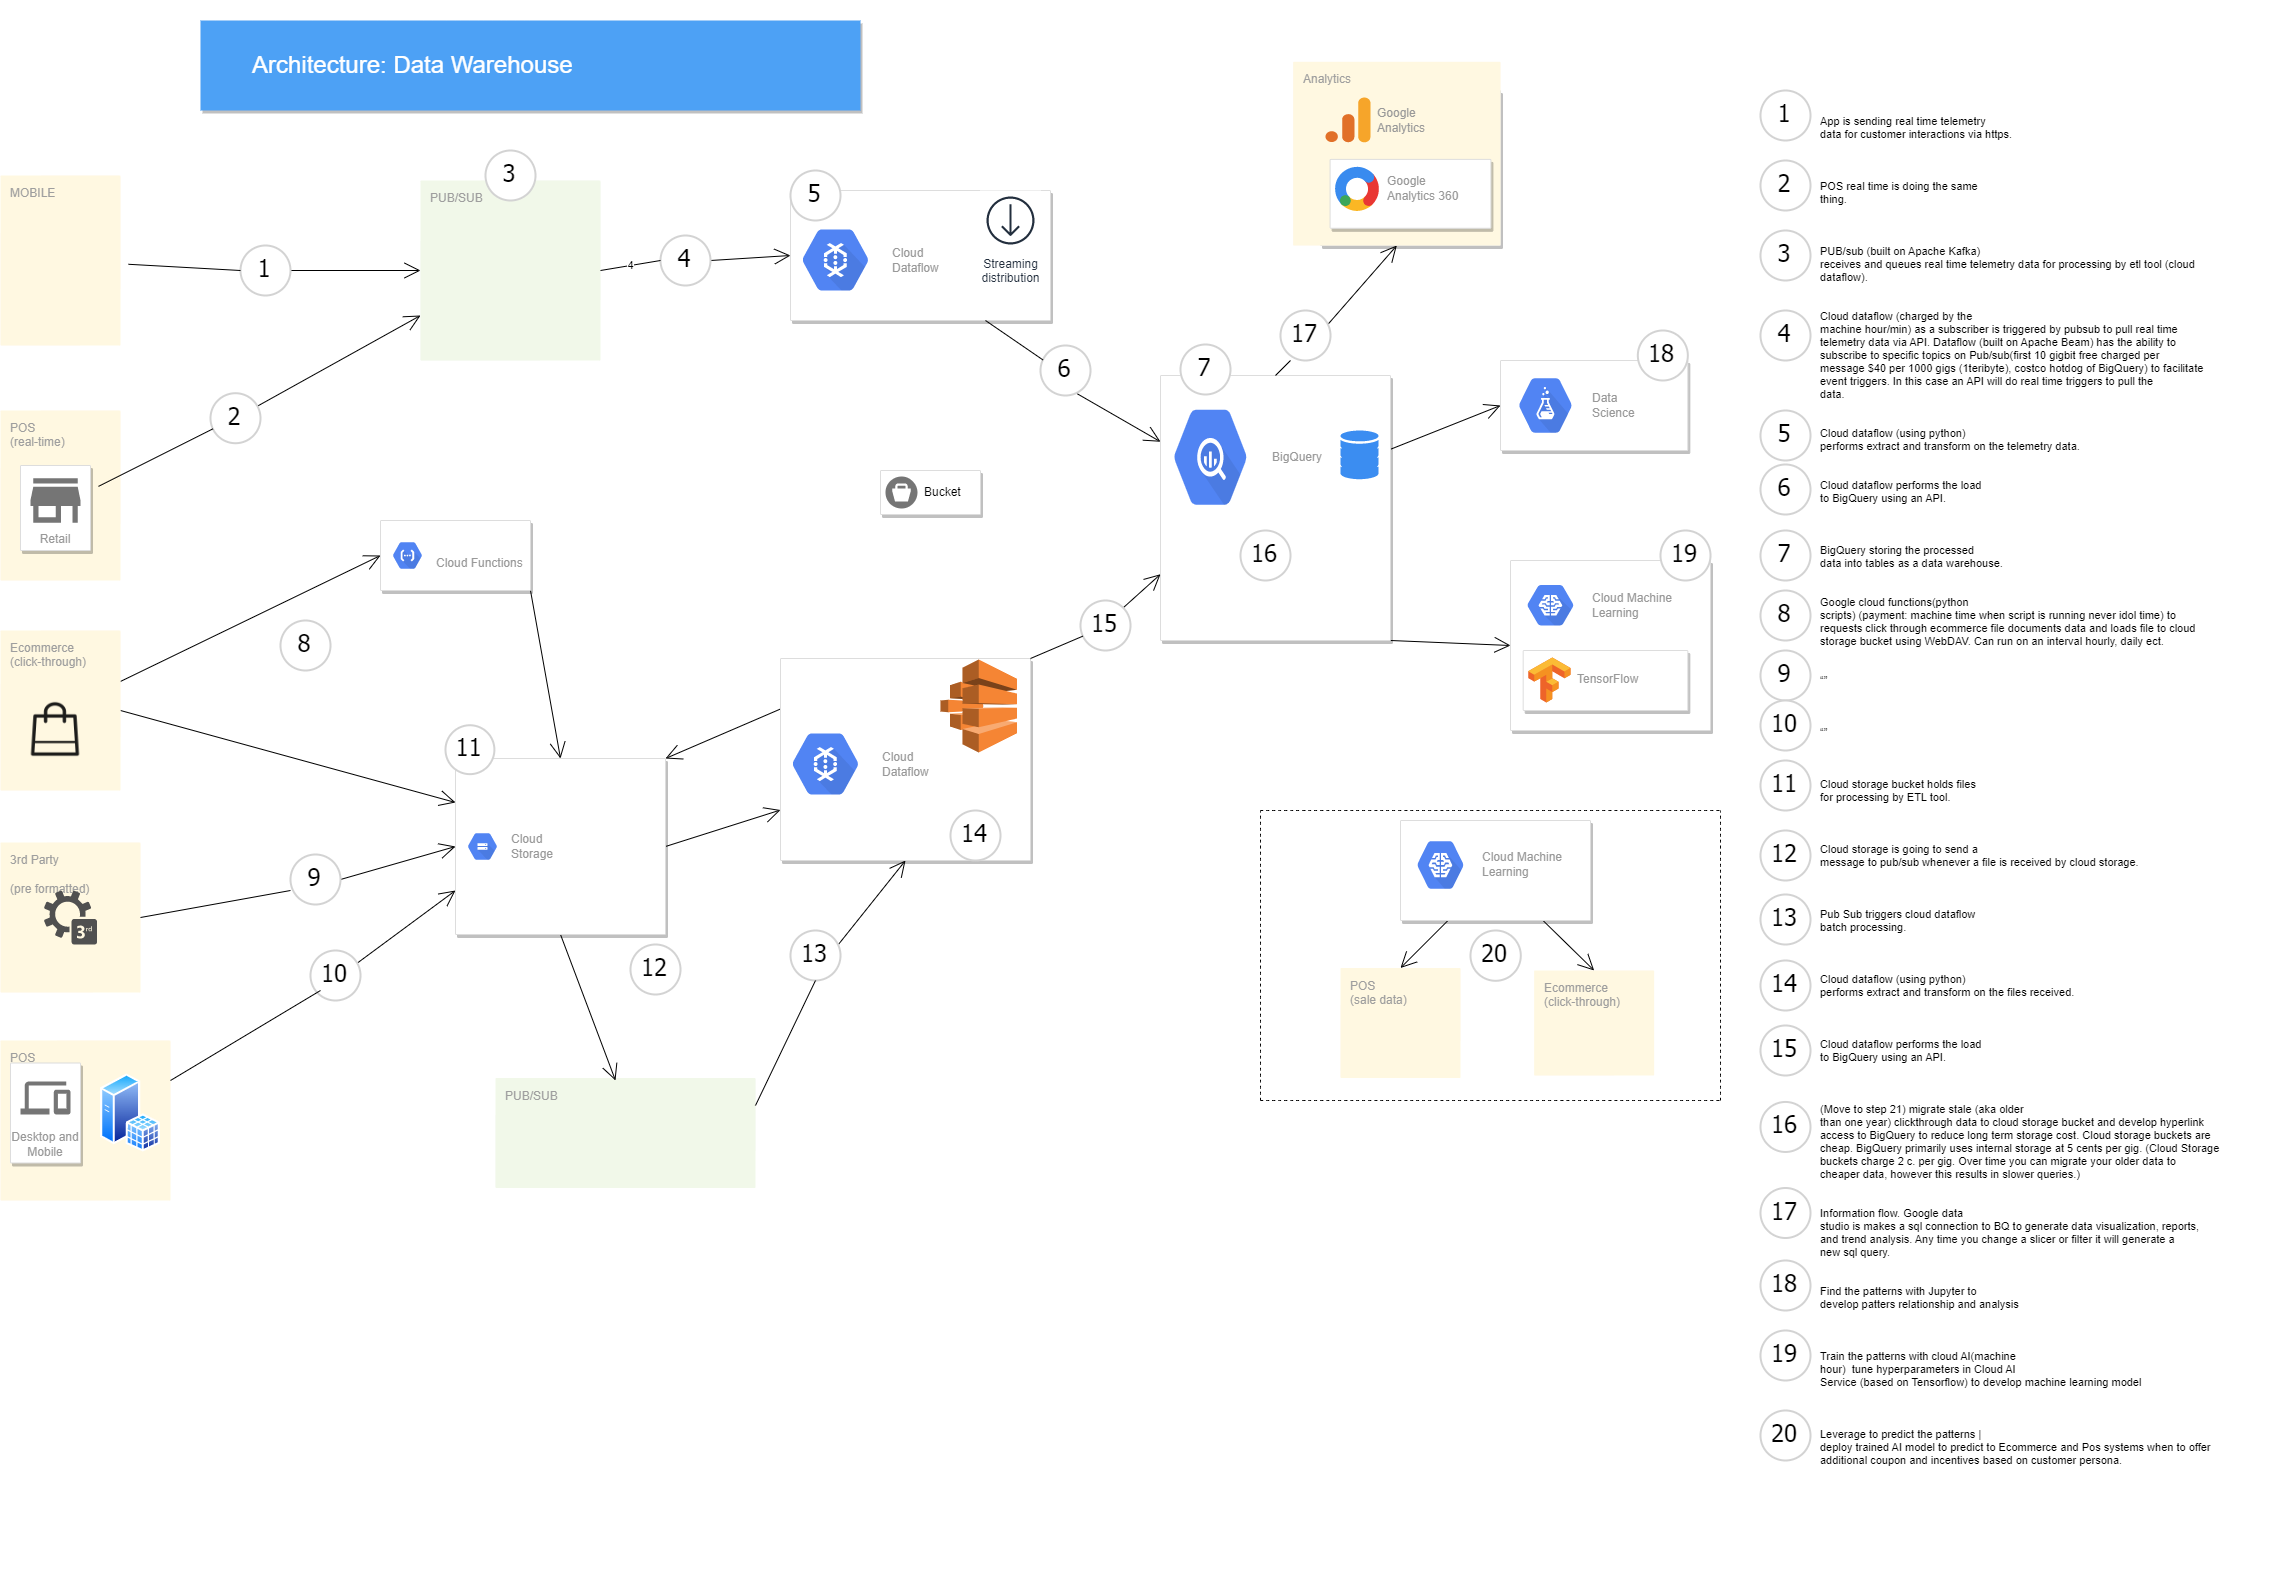 Architecture: Data Warehouse
MOBILE
1
PUB/SUB
3
4
4
5
Cloud
Dataflow
Streaming
distribution
6
2
POS
(real-time)
Retail
Analytics
Google
Analytics
Google
Analytics 360
17
7
BigQuery
16
18
Data
Science
19
Cloud Machine
Learning
TensorFlow
Bucket
Cloud Functions
8
Ecommerce
(click-through)
11
Cloud
Storage
Cloud
Dataflow
14
15
3rd Party
(pre formatted)
3rd
9
10
12
13
POS
Desktop and
Mobile
PUB/SUB
Cloud Machine
Learning
20
POS
(sale data)
Ecommerce
(click-through)
1
App is sending real time telemetry
data for customer interactions via https.
2
POS real time is doing the same
thing.
3
PUB/sub (built on Apache Kafka)
receives and queues real time telemetry data for processing by etl tool (cloud
dataflow).
4
Cloud dataflow (charged by the
machine hour/min) as a subscriber is triggered by pubsub to pull real time
telemetry data via API. Dataflow (built on Apache Beam) has the ability to
subscribe to specific topics on Pub/sub(first 10 gigbit free charged per
message $40 per 1000 gigs (1teribyte), costco hotdog of BigQuery) to facilitate
event triggers. In this case an API will do real time triggers to pull the
data.
5
Cloud dataflow (using python)
performs extract and transform on the telemetry data.
6
Cloud dataflow performs the load
to BigQuery using an API.
7
BigQuery storing the processed
data into tables as a data warehouse.
8
Google cloud functions(python
scripts) (payment: machine time when script is running never idol time) to
requests click through ecommerce file documents data and loads file to cloud
storage bucket using WebDAV. Can run on an interval hourly, daily ect.
9
“”
10
“”
11
Cloud storage bucket holds files
for processing by ETL tool.
12
Cloud storage is going to send a
message to pub/sub whenever a file is received by cloud storage.
13
Pub Sub triggers cloud dataflow
batch processing.
14
Cloud dataflow (using python)
performs extract and transform on the files received.
15
Cloud dataflow performs the load
to BigQuery using an API.
16
(Move to step 21) migrate stale (aka older
than one year) clickthrough data to cloud storage bucket and develop hyperlink
access to BigQuery to reduce long term storage cost. Cloud storage buckets are
cheap. BigQuery primarily uses internal storage at 5 cents per gig. (Cloud Storage
buckets charge 2 c. per gig. Over time you can migrate your older data to
cheaper data, however this results in slower queries.)
17
Information flow. Google data
studio is makes a sql connection to BQ to generate data visualization, reports,
and trend analysis. Any time you change a slicer or filter it will generate a
new sql query.
18
Find the patterns with Jupyter to
develop patters relationship and analysis
19
Train the patterns with cloud AI(machine
hour)  tune hyperparameters in Cloud AI
Service (based on Tensorflow) to develop machine learning model
20
Leverage to predict the patterns |
deploy trained AI model to predict to Ecommerce and Pos systems when to offer
additional coupon and incentives based on customer persona.